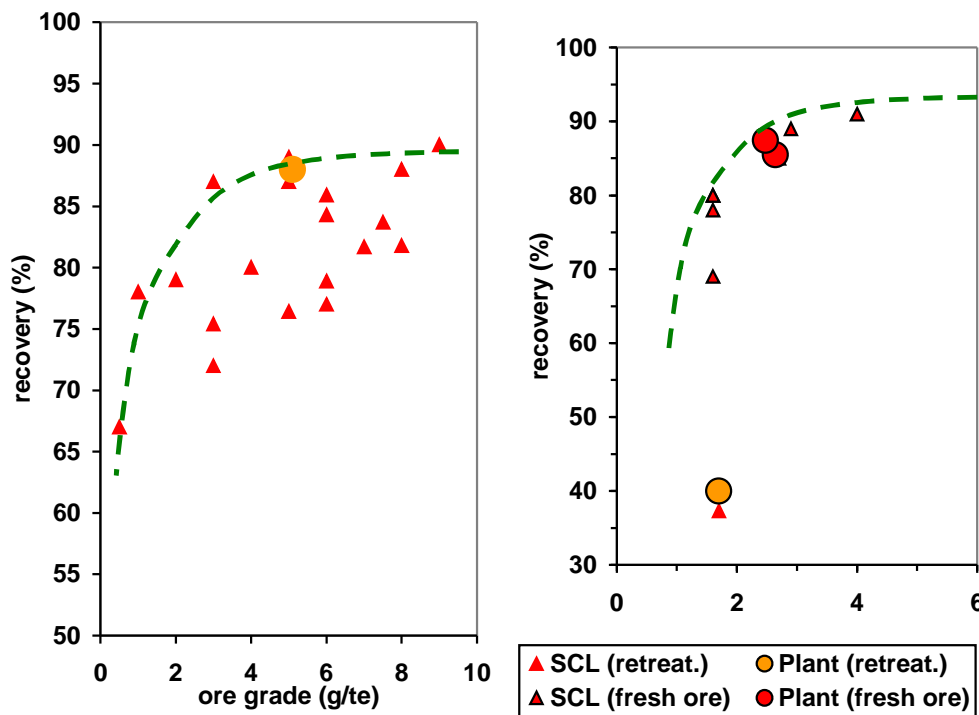 100
95
90
85
80
75
70
65
60
55
50
recovery (%)
0 2 4 6 8 10
ore grade (g/te)
100
90
80
70
60
50
40
30
recovery (%)
0 2 4 6
SCL (retreat.) Plant (retreat.)
SCL (fresh ore) Plant (fresh ore)